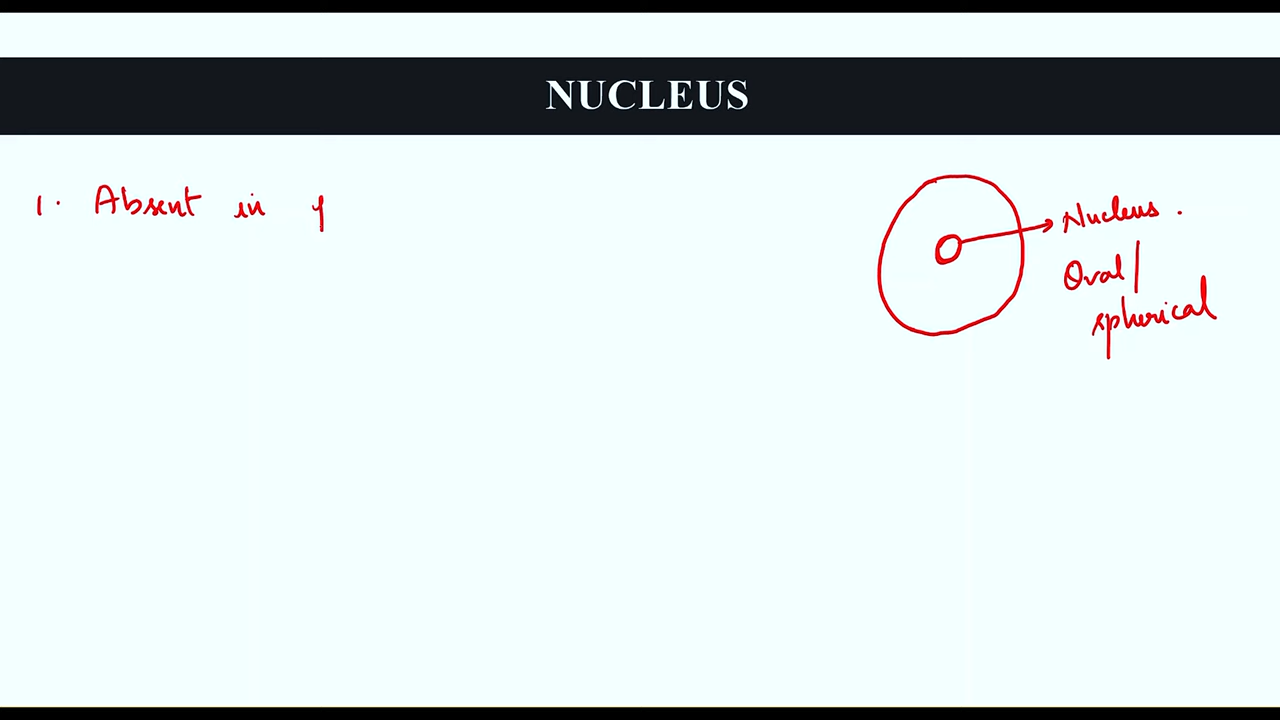 NUCLEUS
1. Absent in
Nucleus.
Oval/
spherical